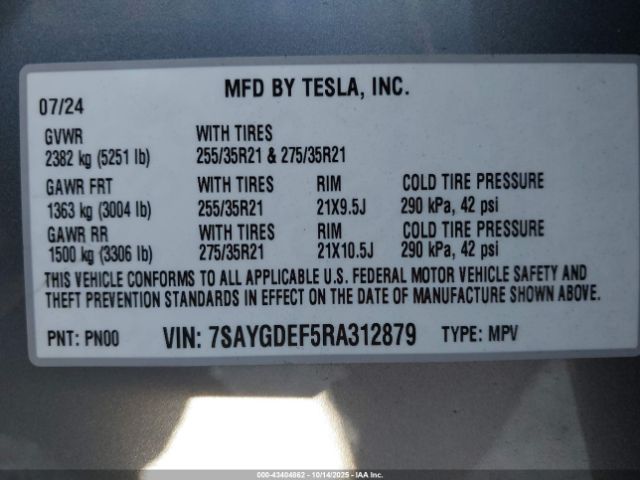 MFD BY TESLA, INC.
07/24
GVWR WITH TIRES
2382 kg (5251 lb) 255/35R21 & 275/35R21
GAWR FRT WITH TIRES RIM COLD TIRE PRESSURE
1363 kg (3004 lb) 255/35R21 21X9.5J 290 kPa, 42 psi
GAWR RR WITH TIRES RIM COLD TIRE PRESSURE
1500 kg (3306 lb) 275/35R21 21X10.5J 290 kPa, 42 psi
THIS VEHICLE CONFORMS TO ALL APPLICABLE U.S. FEDERAL MOTOR VEHICLE SAFETY AND
THEFT PREVENTION STANDARDS IN EFFECT ON THE DATE OF MANUFACTURE SHOWN ABOVE.
PNT: PN00 VIN: 7SAYGDEF5RA312879 TYPE: MPV
000-43404862 - 10/14/2025 - IAA Inc.